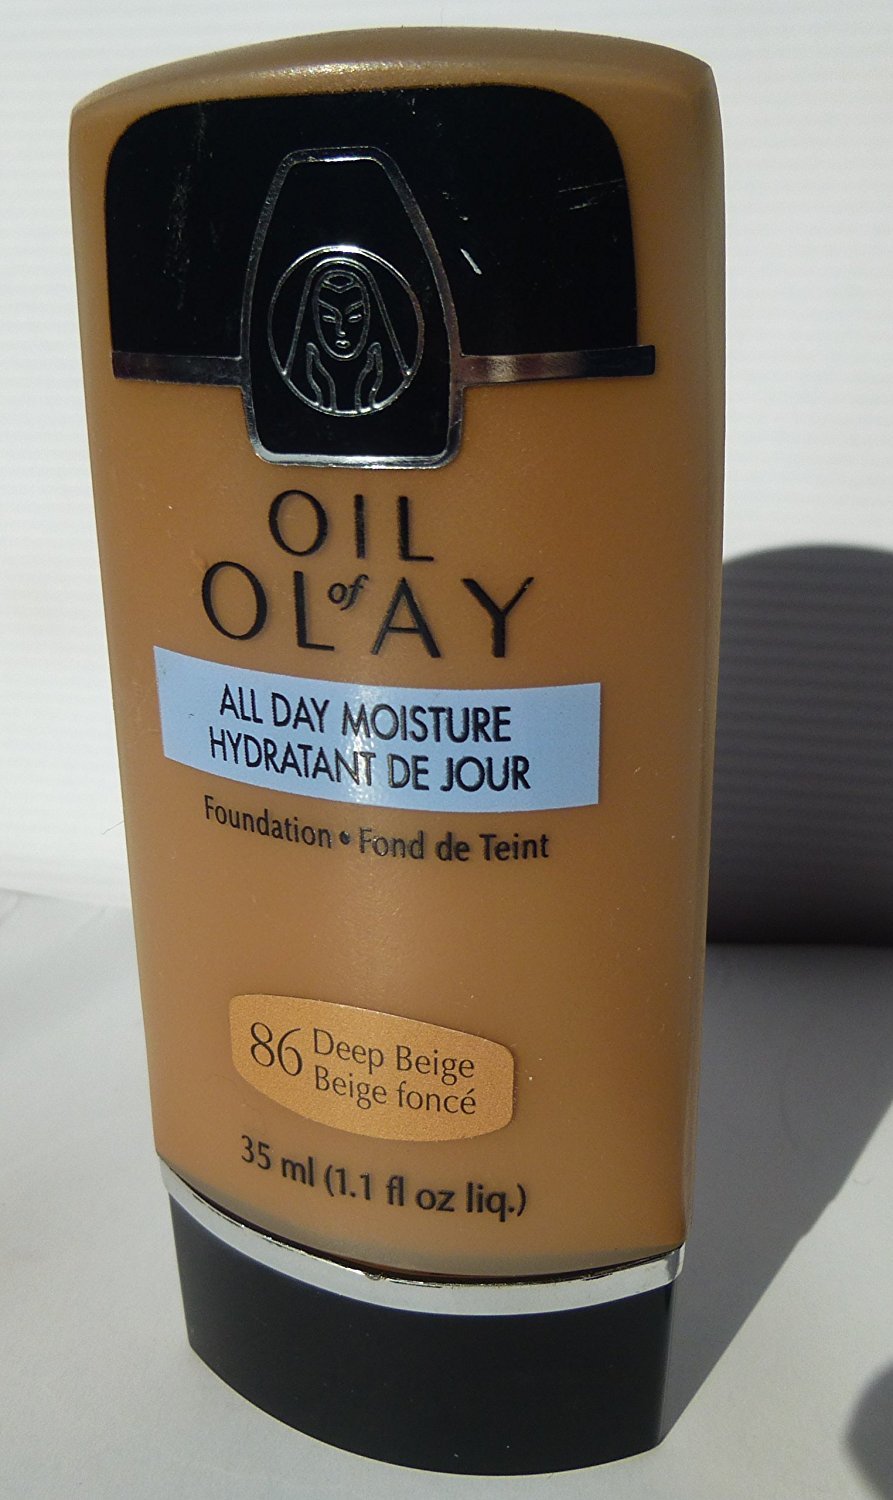 OIL
of
OLAY
ALL DAY MOISTURE
HYDRATANT DE JOUR
Foundation • Fond de Teint
86 Deep Beige
Beige foncé
35 ml (1.1 fl oz liq.)